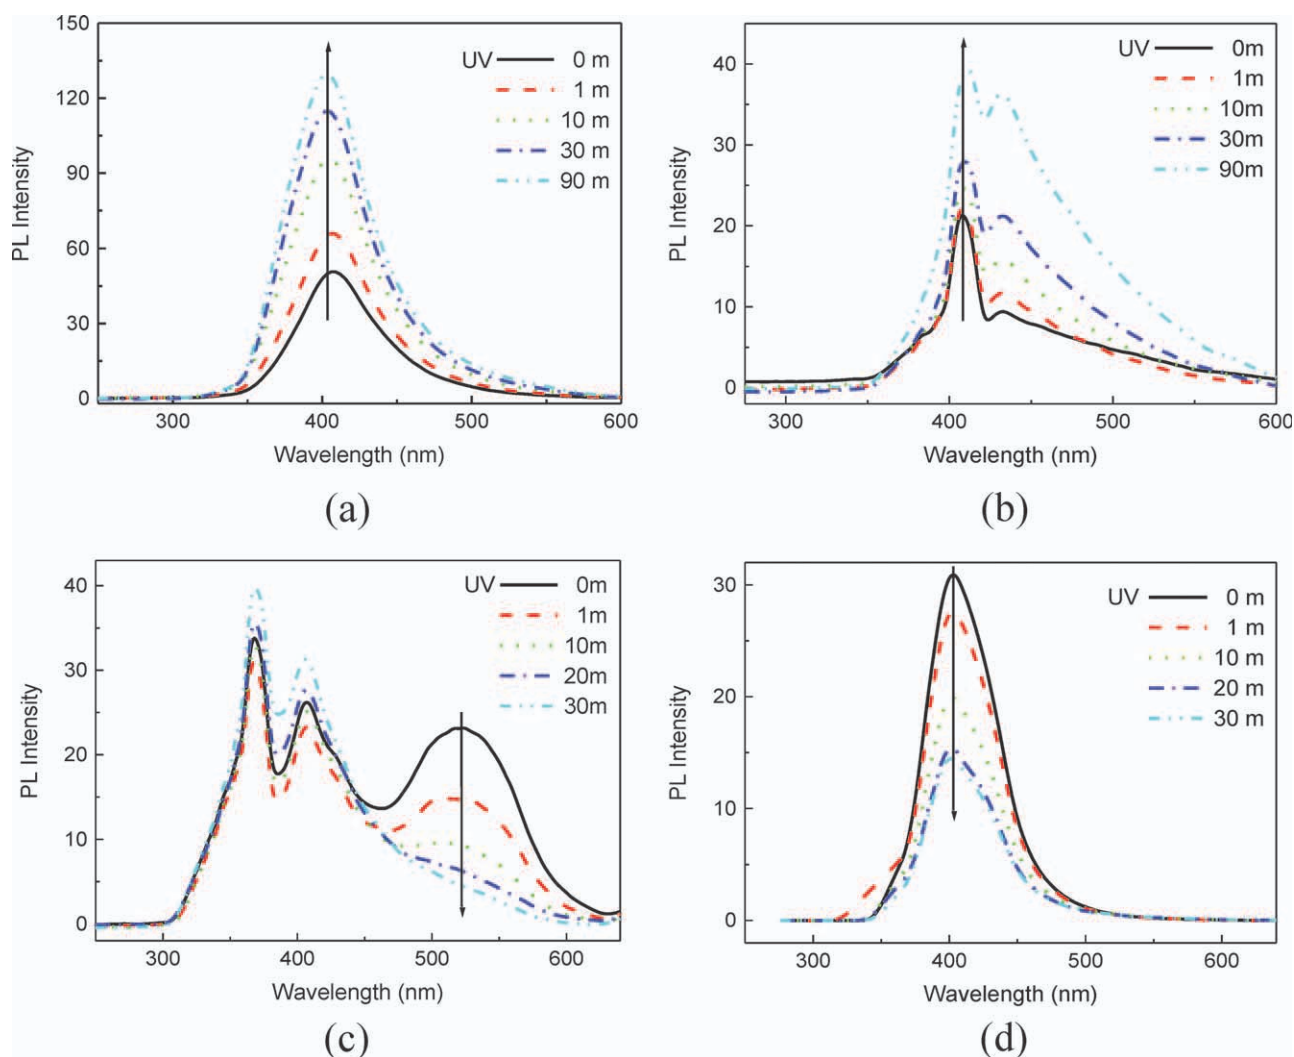 150
120
90
60
30
0
PL Intensity
UV 0 m
1 m
10 m
30 m
90 m
300 400 500 600
Wavelength (nm)
(a)
40
30
20
10
0
PL Intensity
UV 0m
1m
10m
30m
90m
300 400 500 600
Wavelength (nm)
(b)
40
30
20
10
0
PL Intensity
UV 0m
1m
10m
20m
30m
300 400 500 600
Wavelength (nm)
(c)
30
20
10
0
PL Intensity
UV 0 m
1 m
10 m
20 m
30 m
300 400 500 600
Wavelength (nm)
(d)